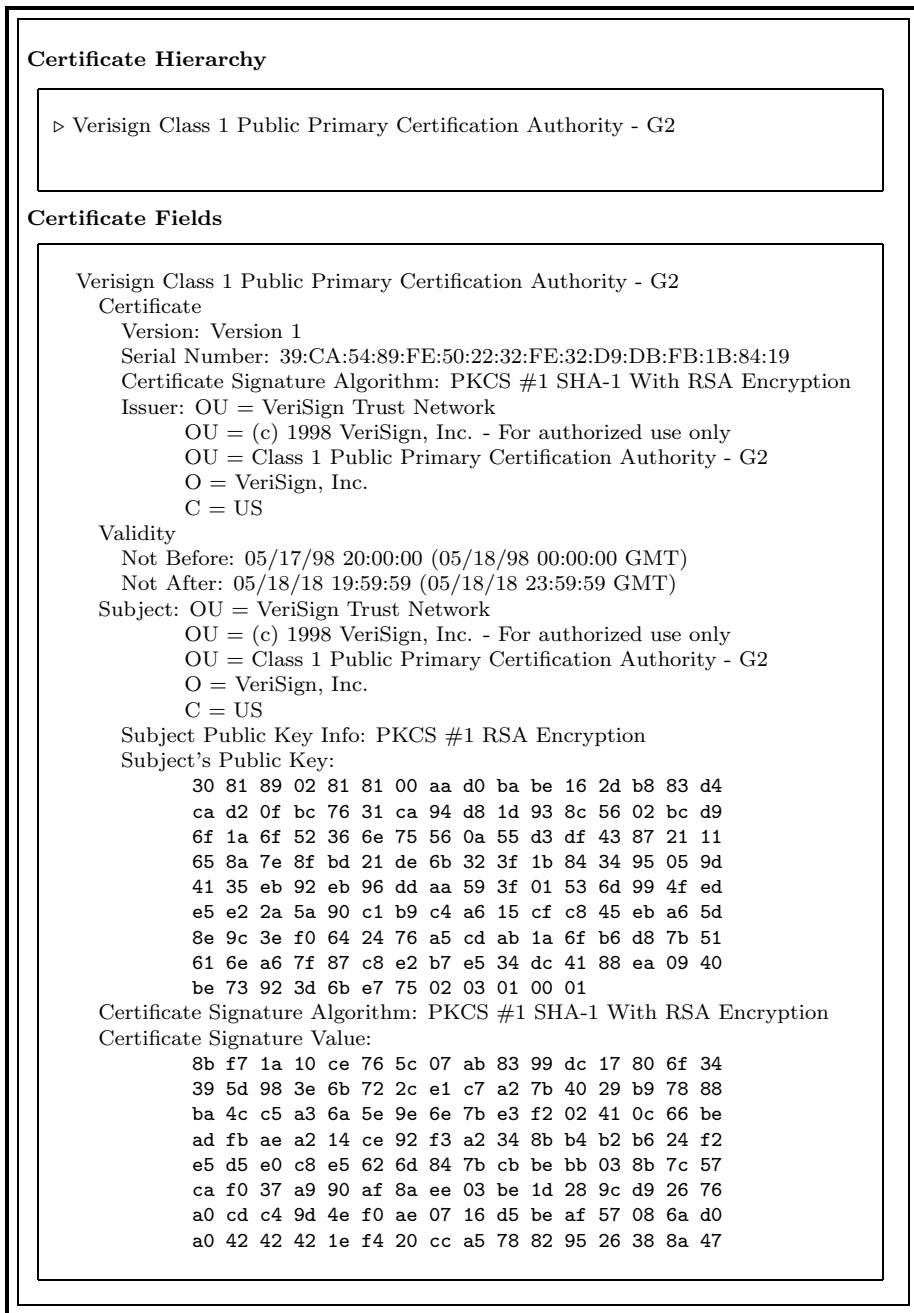 Certificate Hierarchy
▷ Verisign Class 1 Public Primary Certification Authority - G2
Certificate Fields
Verisign Class 1 Public Primary Certification Authority - G2
Certificate
Version: Version 1
Serial Number: 39:CA:54:89:FE:50:22:32:FE:32:D9:DB:FB:1B:84:19
Certificate Signature Algorithm: PKCS #1 SHA-1 With RSA Encryption
Issuer: OU = VeriSign Trust Network
OU = (c) 1998 VeriSign, Inc. - For authorized use only
OU = Class 1 Public Primary Certification Authority - G2
O = VeriSign, Inc.
C = US
Validity
Not Before: 05/17/98 20:00:00 (05/18/98 00:00:00 GMT)
Not After: 05/18/18 19:59:59 (05/18/18 23:59:59 GMT)
Subject: OU = VeriSign Trust Network
OU = (c) 1998 VeriSign, Inc. - For authorized use only
OU = Class 1 Public Primary Certification Authority - G2
O = VeriSign, Inc.
C = US
Subject Public Key Info: PKCS #1 RSA Encryption
Subject's Public Key:
30 81 89 02 81 81 00 aa d0 ba be 16 2d b8 83 d4
ca d2 0f bc 76 31 ca 94 d8 1d 93 8c 56 02 bc d9
6f 1a 6f 52 36 6e 75 56 0a 55 d3 df 43 87 21 11
65 8a 7e 8f bd 21 de 6b 32 3f 1b 84 34 95 05 9d
41 35 eb 92 eb 96 dd aa 59 3f 01 53 6d 99 4f ed
e5 e2 2a 5a 90 c1 b9 c4 a6 15 cf c8 45 eb a6 5d
8e 9c 3e f0 64 24 76 a5 cd ab 1a 6f b6 d8 7b 51
61 6e a6 7f 87 c8 e2 b7 e5 34 dc 41 88 ea 09 40
be 73 92 3d 6b e7 75 02 03 01 00 01
Certificate Signature Algorithm: PKCS #1 SHA-1 With RSA Encryption
Certificate Signature Value:
8b f7 1a 10 ce 76 5c 07 ab 83 99 dc 17 80 6f 34
39 5d 98 3e 6b 72 2c e1 c7 a2 7b 40 29 b9 78 88
ba 4c c5 a3 6a 5e 9e 6e 7b e3 f2 02 41 0c 66 be
ad fb ae a2 14 ce 92 f3 a2 34 8b b4 b2 b6 24 f2
e5 d5 e0 c8 e5 62 6d 84 7b cb be bb 03 8b 7c 57
ca f0 37 a9 90 af 8a ee 03 be 1d 28 9c d9 26 76
a0 cd c4 9d 4e f0 ae 07 16 d5 be af 57 08 6a d0
a0 42 42 42 1e f4 20 cc a5 78 82 95 26 38 8a 47